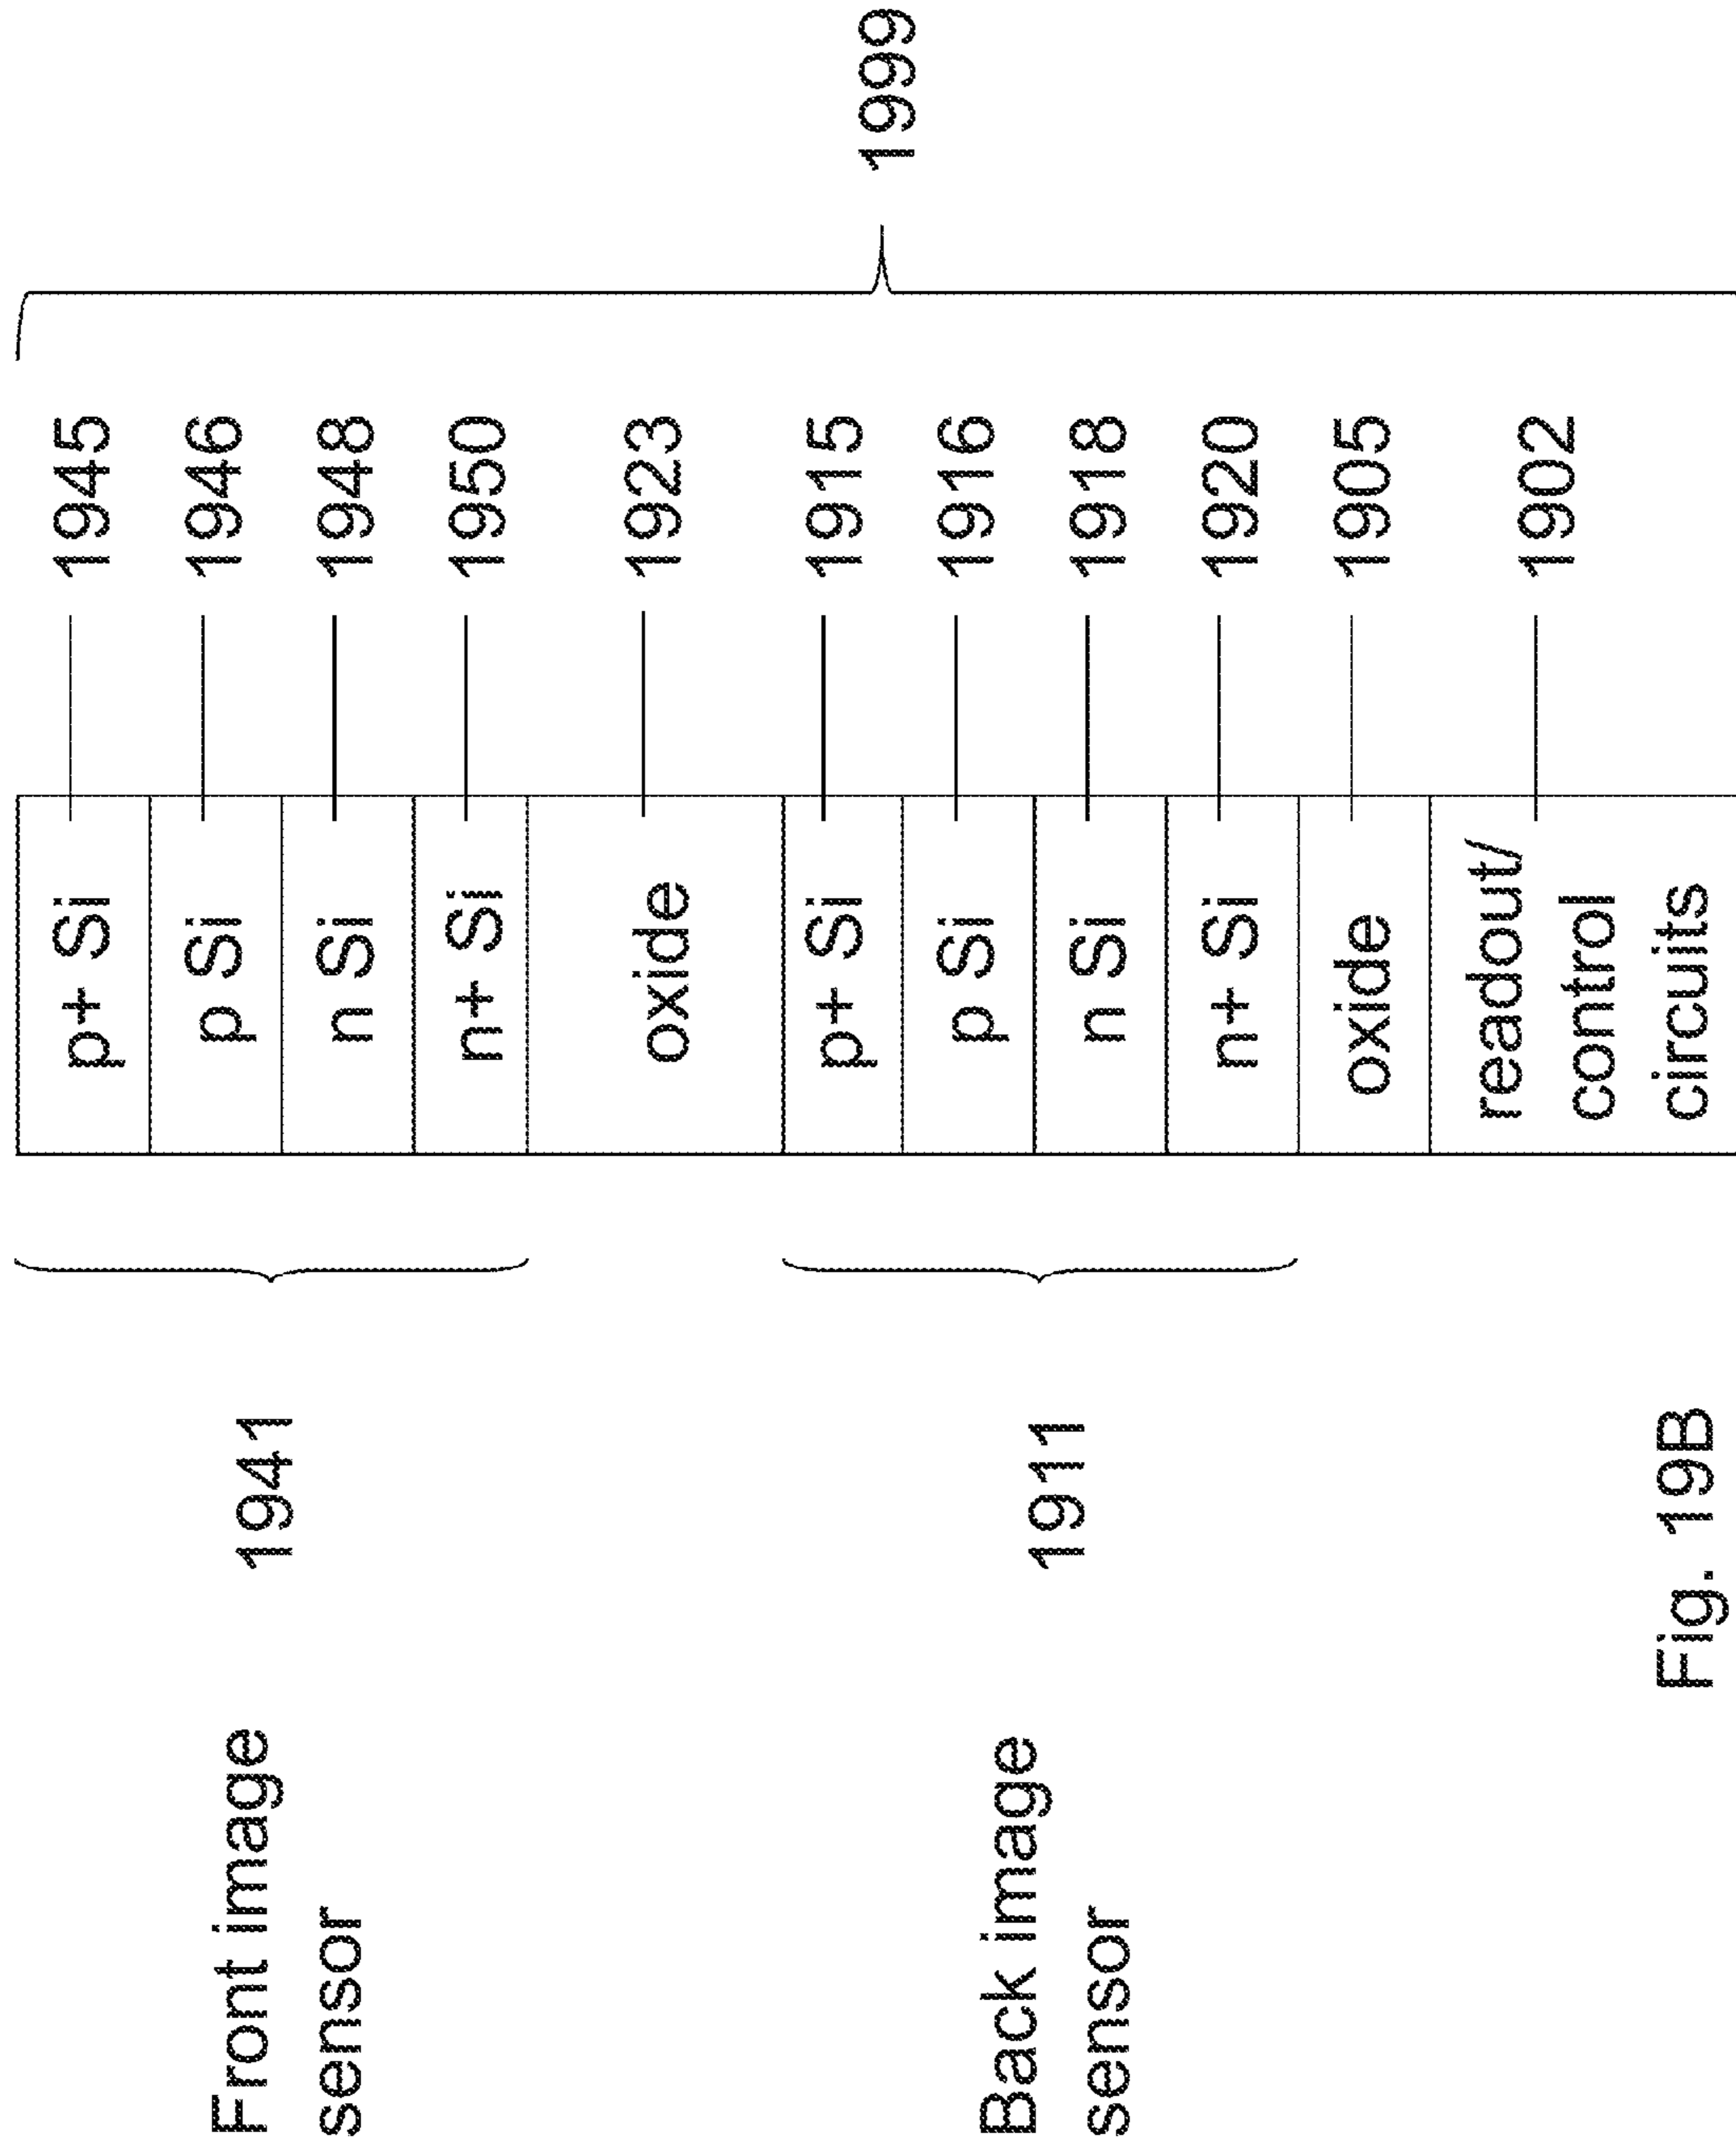 Front image
sensor
1941
p+ Si
1945
p Si
1946
n Si
1948
n+ Si
1950
oxide
1923
Back image
sensor
1911
p+ Si
1915
p Si
1916
n Si
1918
n+ Si
1920
oxide
1905
readout/
control
circuits
1902
1999
Fig. 19B